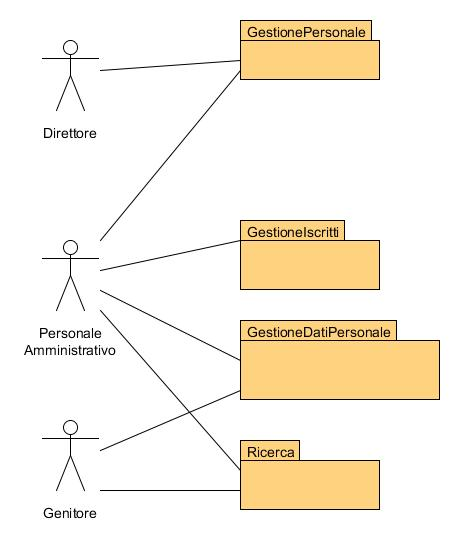 GestionePersonale
Direttore
GestioneIscritti
Personale
Amministrativo
GestioneDatiPersonale
Ricerca
Genitore